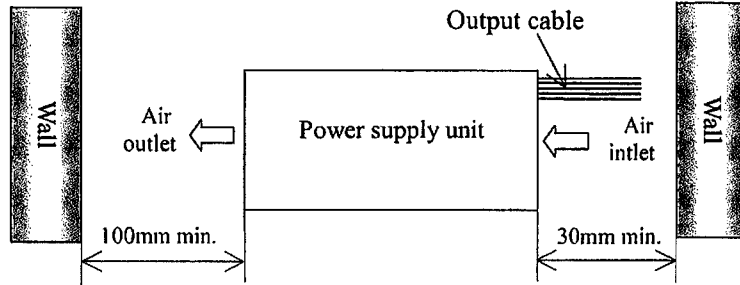 Output cable
Wall
Air
outlet
Power supply unit
Air
intlet
Wall
100mm min.
30mm min.